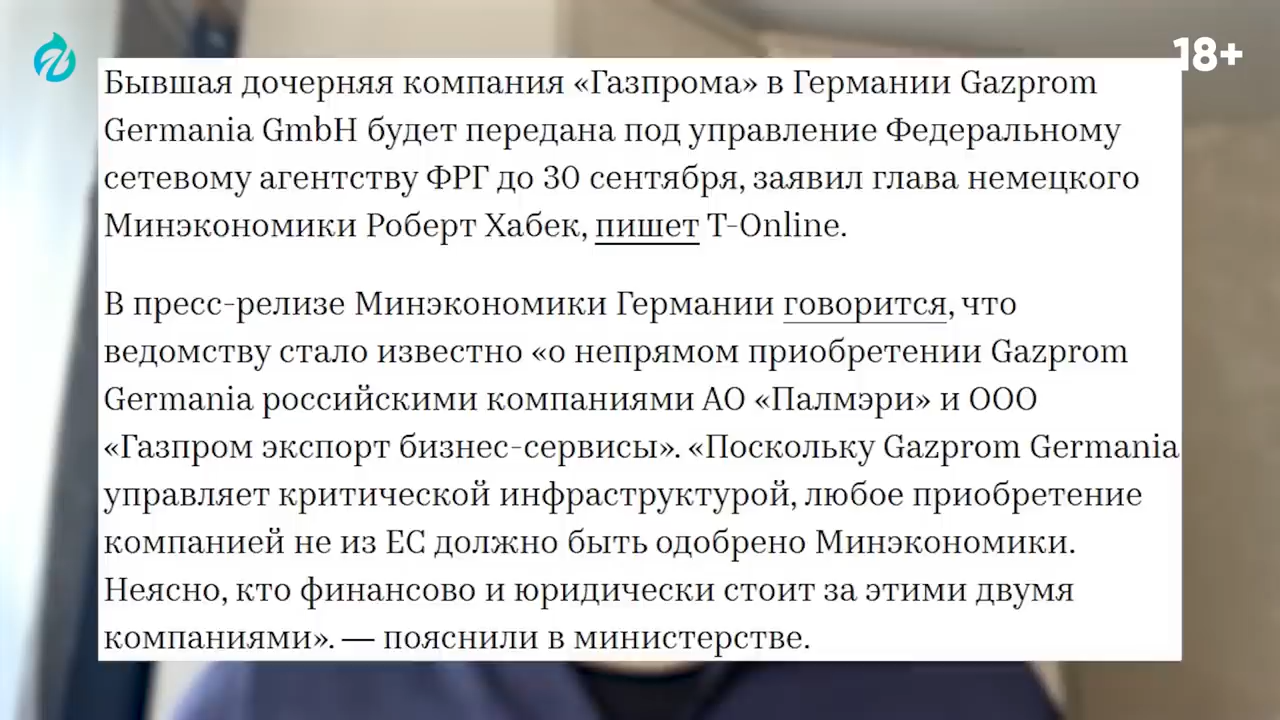 18+
Бывшая дочерняя компания «Газпрома» в Германии Gazprom
Germania GmbH будет передана под управление Федеральному
сетевому агентству ФРГ до 30 сентября, заявил глава немецкого
Минэкономики Роберт Хабек, пишет T-Online.
В пресс-релизе Минэкономики Германии говорится, что
ведомству стало известно «о непрямом приобретении Gazprom
Germania российскими компаниями АО «Палмэри» и ООО
«Газпром экспорт бизнес-сервисы». «Поскольку Gazprom Germania
управляет критической инфраструктурой, любое приобретение
компанией не из ЕС должно быть одобрено Минэкономики.
Неясно, кто финансово и юридически стоит за этими двумя
компаниями». — пояснили в министерстве.